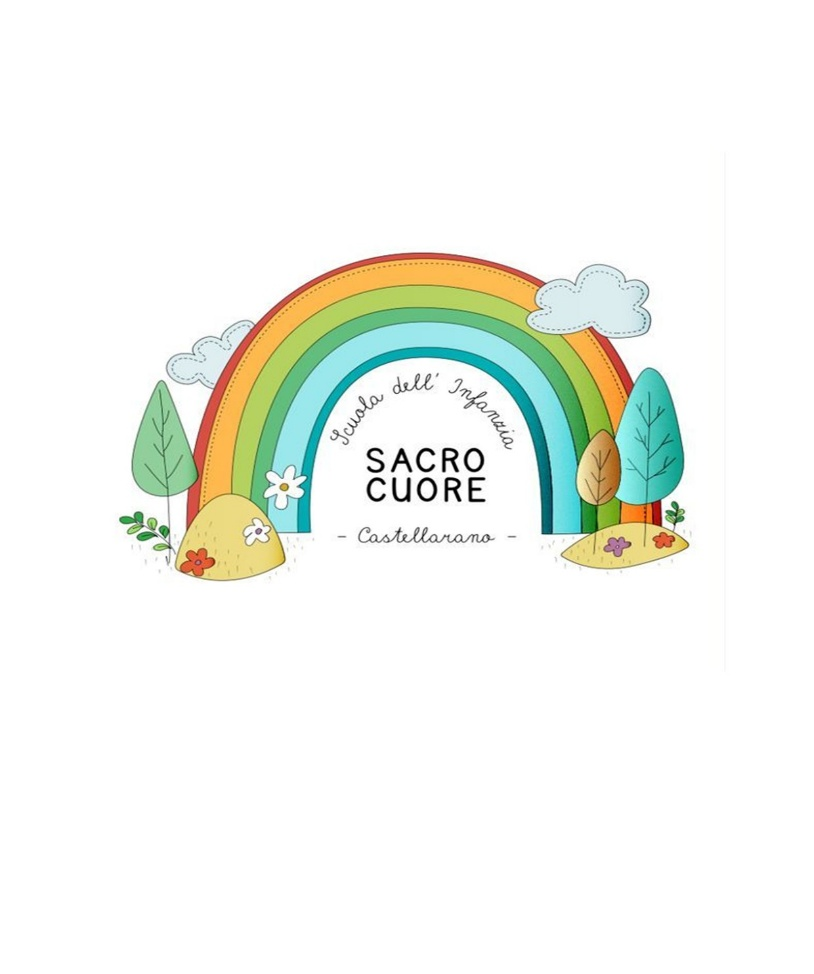 Scuola dell' Infanzia
SACRO
CUORE
- Castellarano -